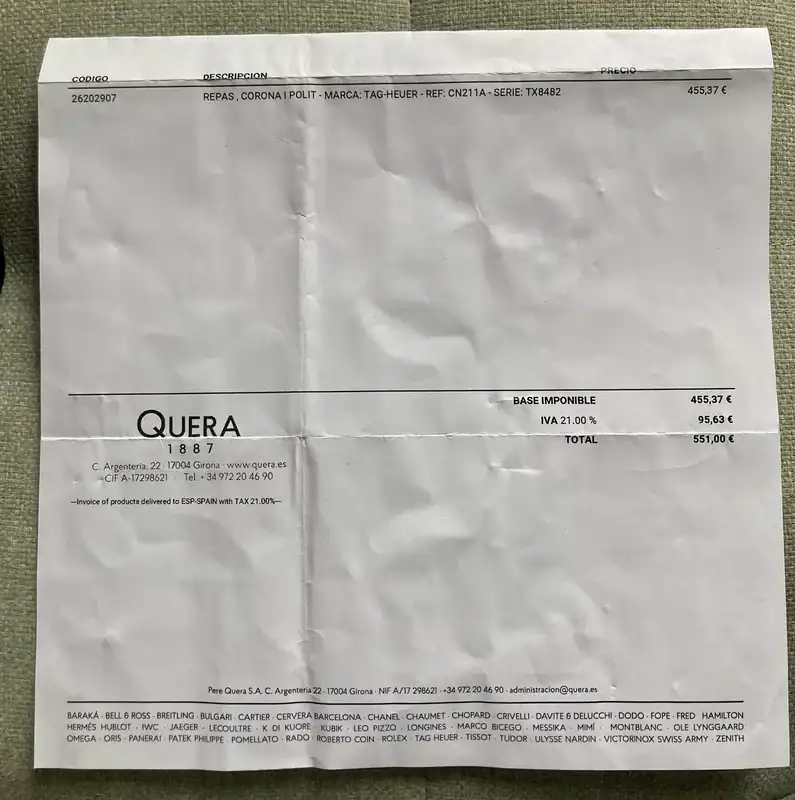 CODIGO DESCRIPCION PRECIO
26202907 REPAS , CORONA I POLIT - MARCA: TAG-HEUER - REF: CN211A - SERIE: TX8482 455,37 €
BASE IMPONIBLE 455,37 €
IVA 21.00 % 95,63 €
TOTAL 551,00 €
QUERA
1887
C. Argenteria, 22 · 17004 Girona · www.quera.es
CIF A-17298621 · Tel. + 34 972 20 46 90
—Invoice of products delivered to ESP-SPAIN with TAX 21.00%—
Pere Quera S.A. C. Argenteria 22 · 17004 Girona · NIF A/17 298621 · +34 972 20 46 90 · administracion@quera.es
BARAKÁ · BELL & ROSS · BREITLING · BULGARI · CARTIER · CERVERA BARCELONA · CHANEL · CHAUMET · CHOPARD · CRIVELLI · DAVITE & DELUCCHI · DODO · FOPE · FRED HAMILTON
HERMÈS HUBLOT · IWC · JAEGER - LECOULTRE · K DI KUORE · KUBIK · LEO PIZZO · LONGINES · MARCO BICEGO · MESSIKA · MIMÍ · MONTBLANC · OLE LYNGGAARD
OMEGA · ORIS · PANERAI · PATEK PHILIPPE · POMELLATO · RADO · ROBERTO COIN · ROLEX · TAG HEUER · TISSOT · TUDOR · ULYSSE NARDIN · VICTORINOX SWISS ARMY · ZENITH